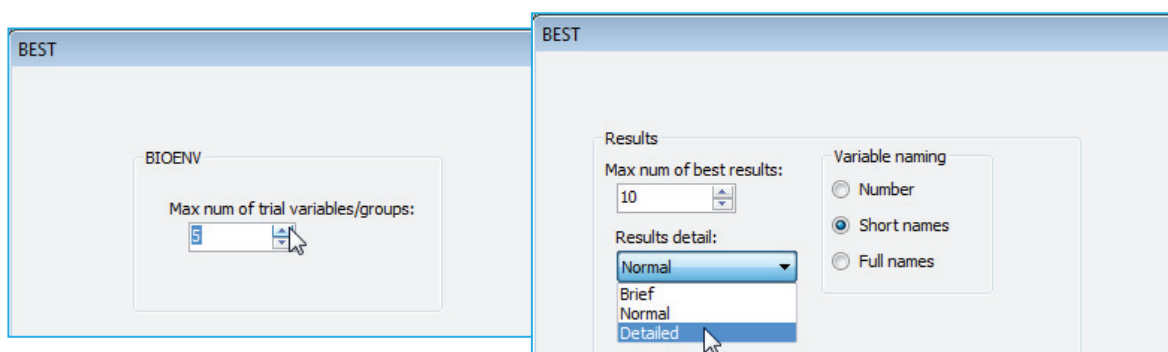 BEST
BIOENV
Max num of trial variables/groups:
5
BEST
Results
Max num of best results:
10
Results detail:
Normal
Brief
Normal
Detailed
Variable naming
Number
Short names
Full names